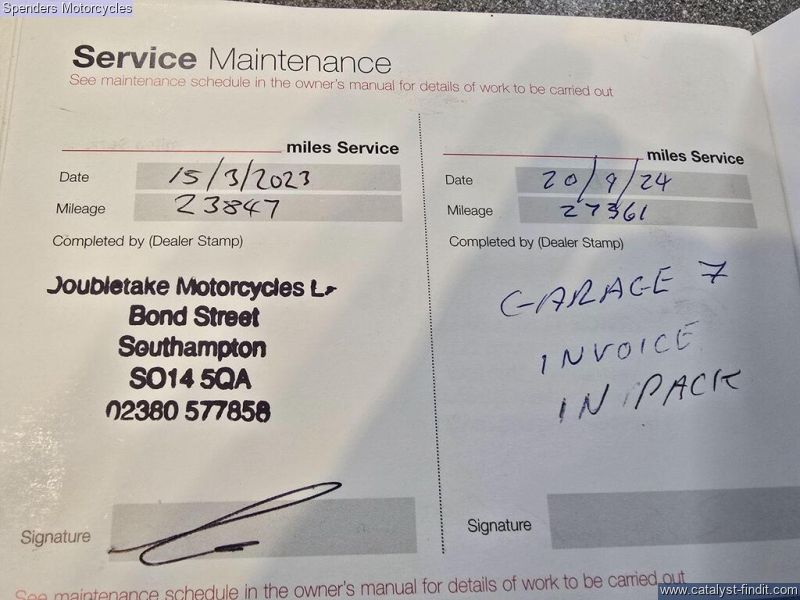 Spenders Motorcycles
Service Maintenance
See maintenance schedule in the owner's manual for details of work to be carried out
miles Service
Date 15/3/2023
Mileage 23847
Completed by (Dealer Stamp)
Joubletake Motorcycles L
Bond Street
Southampton
SO14 5QA
02380 577858
Signature
miles Service
Date 20/9/24
Mileage 27361
Completed by (Dealer Stamp)
GARAGE 7
INVOICE
IN PACK
Signature
See maintenance schedule in the owner's manual for details of work to be carried out
www.catalyst-findit.com